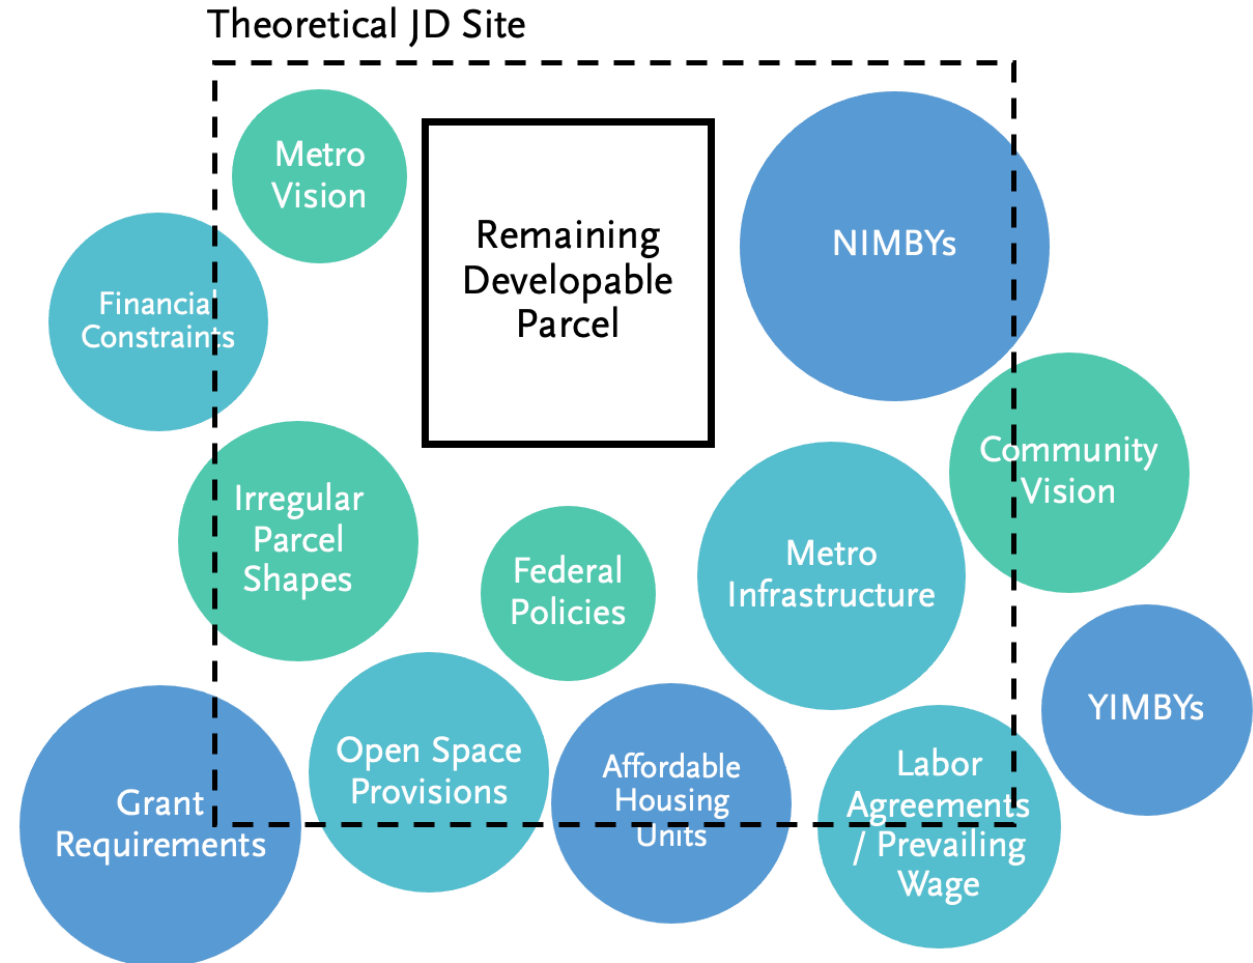 Theoretical JD Site
Metro
Vision
Remaining
Developable
Parcel
NIMBYs
Financial
Constraints
Community
Vision
Irregular
Parcel
Shapes
Federal
Policies
Metro
Infrastructure
YIMBYs
Grant
Requirements
Open Space
Provisions
Affordable
Housing
Units
Labor
Agreements
/ Prevailing
Wage